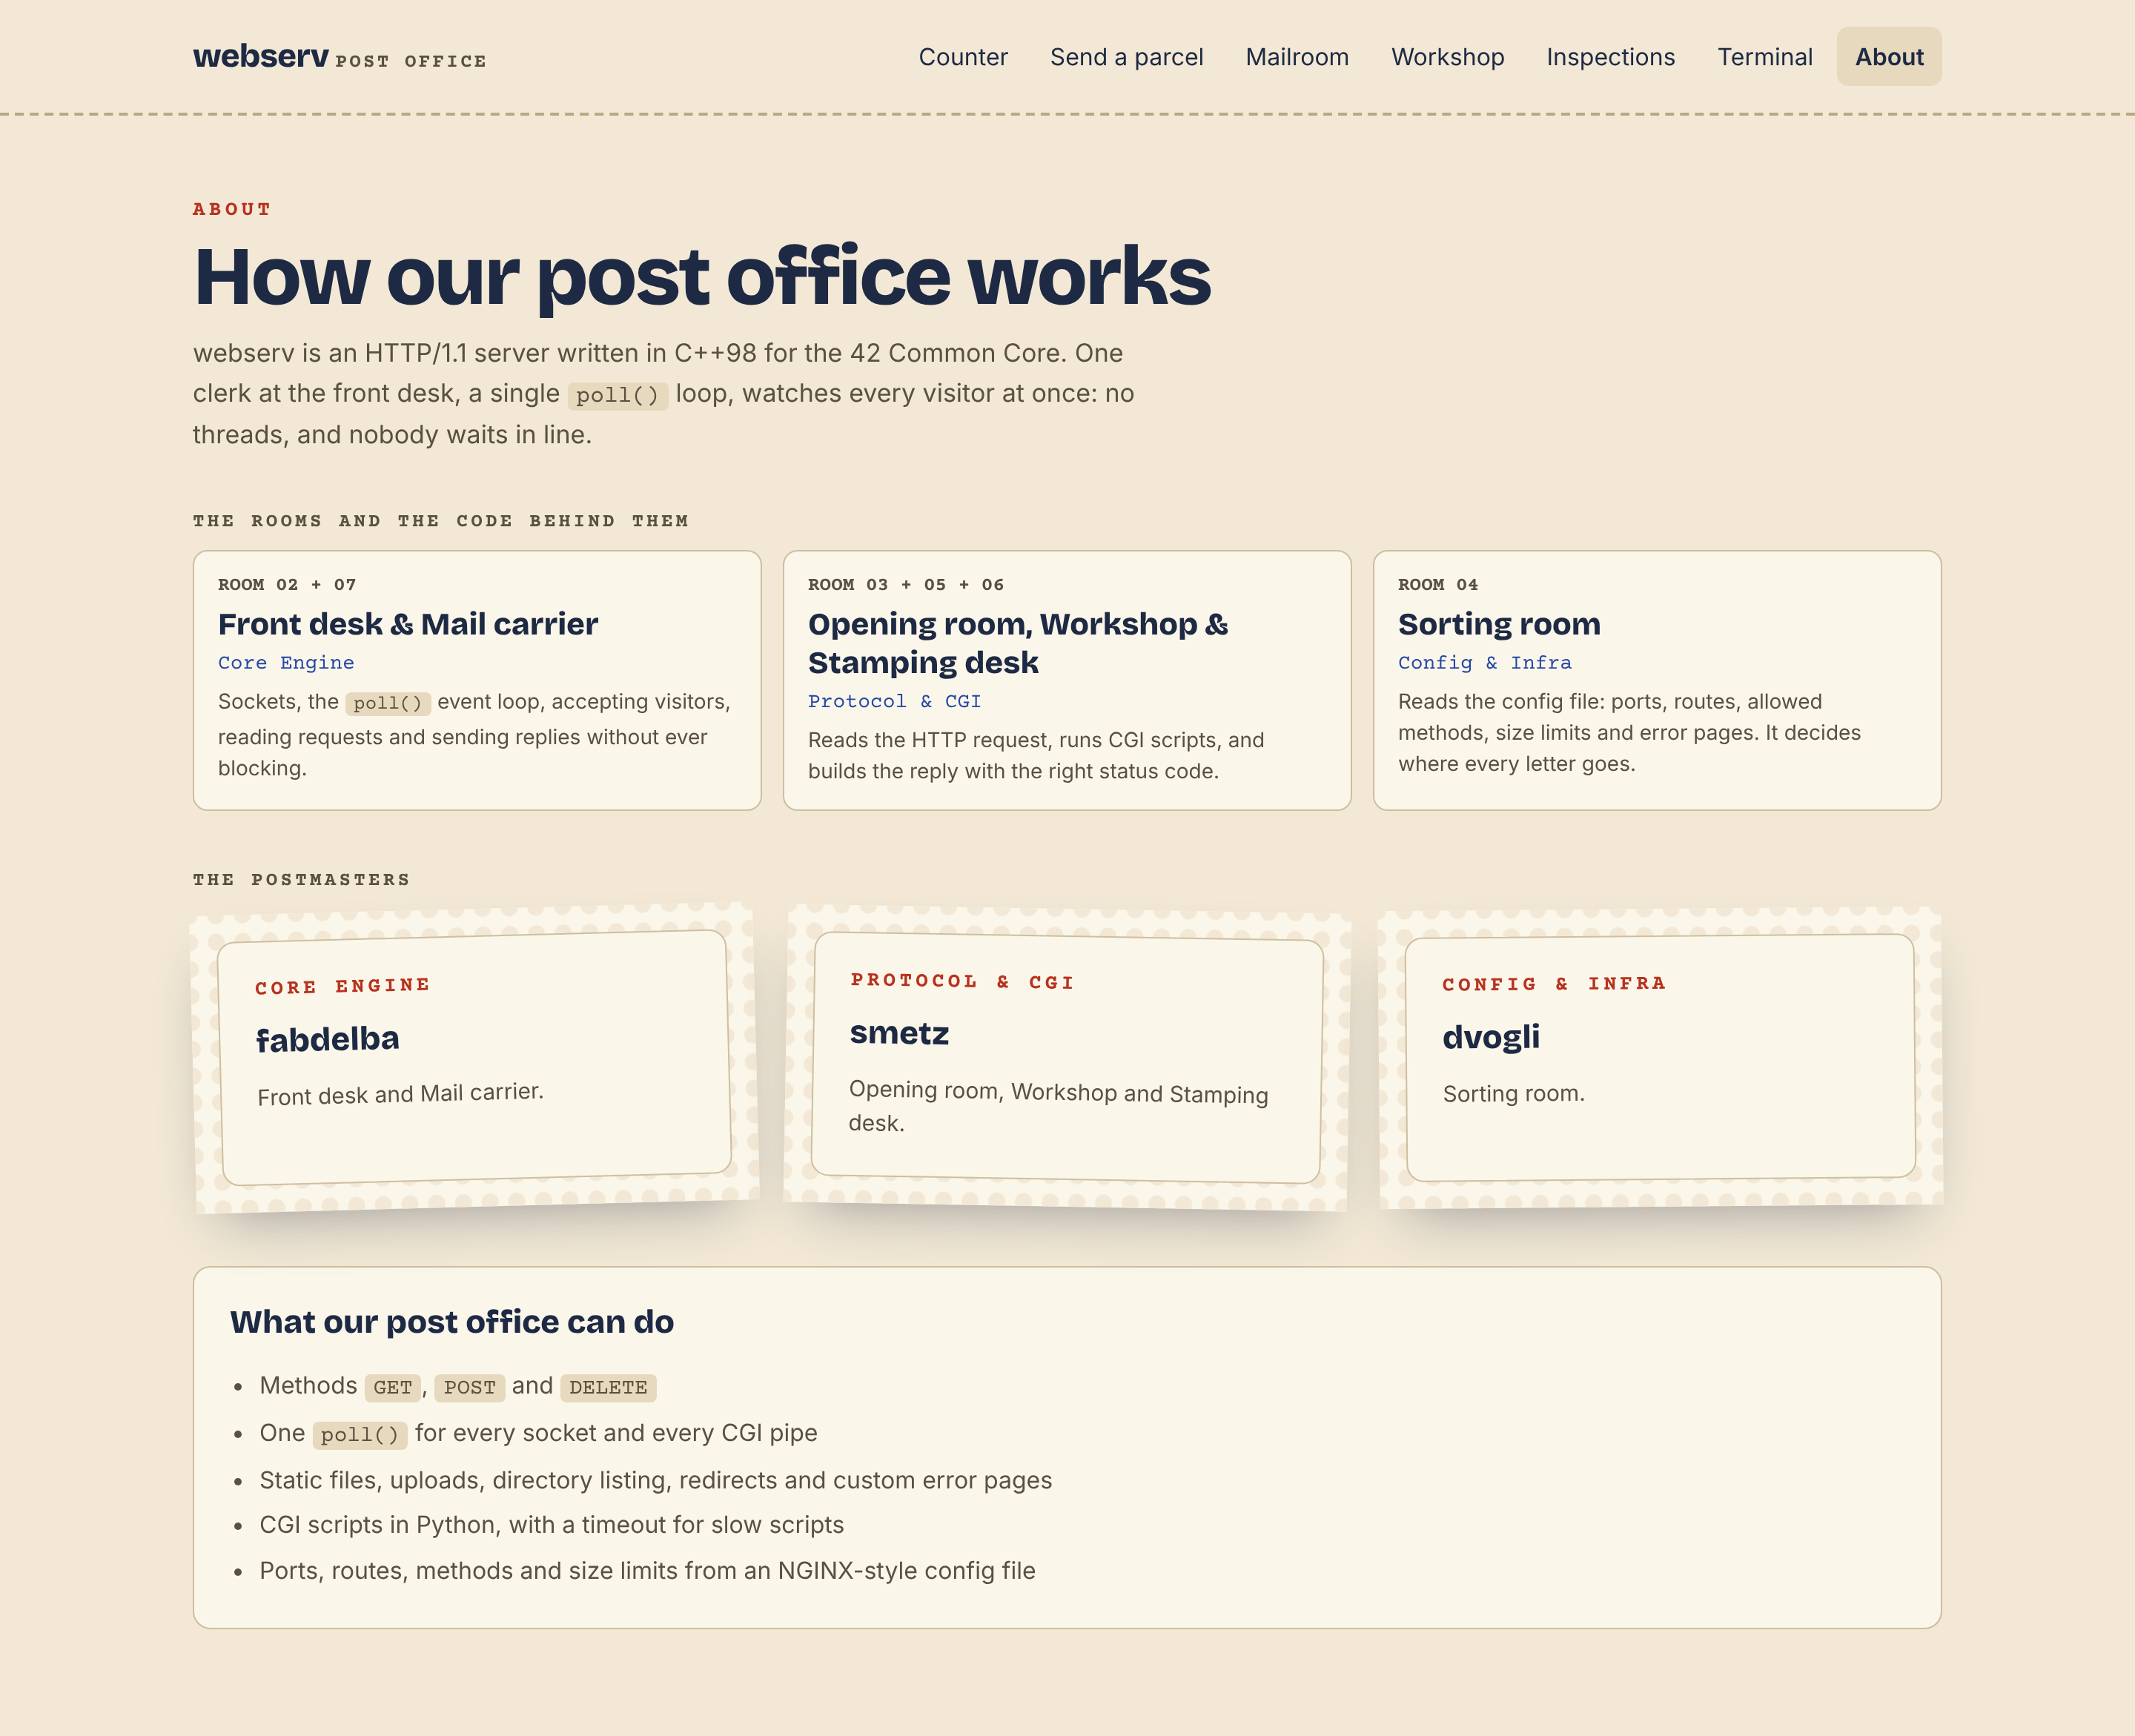 webserv POST OFFICE
Counter Send a parcel Mailroom Workshop Inspections Terminal About
ABOUT
How our post office works
webserv is an HTTP/1.1 server written in C++98 for the 42 Common Core. One
clerk at the front desk, a single poll() loop, watches every visitor at once: no
threads, and nobody waits in line.
THE ROOMS AND THE CODE BEHIND THEM
ROOM 02 + 07
Front desk & Mail carrier
Core Engine
Sockets, the poll() event loop, accepting visitors,
reading requests and sending replies without ever
blocking.
ROOM 03 + 05 + 06
Opening room, Workshop &
Stamping desk
Protocol & CGI
Reads the HTTP request, runs CGI scripts, and
builds the reply with the right status code.
ROOM 04
Sorting room
Config & Infra
Reads the config file: ports, routes, allowed
methods, size limits and error pages. It decides
where every letter goes.
THE POSTMASTERS
CORE ENGINE
fabdelba
Front desk and Mail carrier.
PROTOCOL & CGI
smetz
Opening room, Workshop and Stamping
desk.
CONFIG & INFRA
dvogli
Sorting room.
What our post office can do
• Methods GET, POST and DELETE
• One poll() for every socket and every CGI pipe
• Static files, uploads, directory listing, redirects and custom error pages
• CGI scripts in Python, with a timeout for slow scripts
• Ports, routes, methods and size limits from an NGINX-style config file